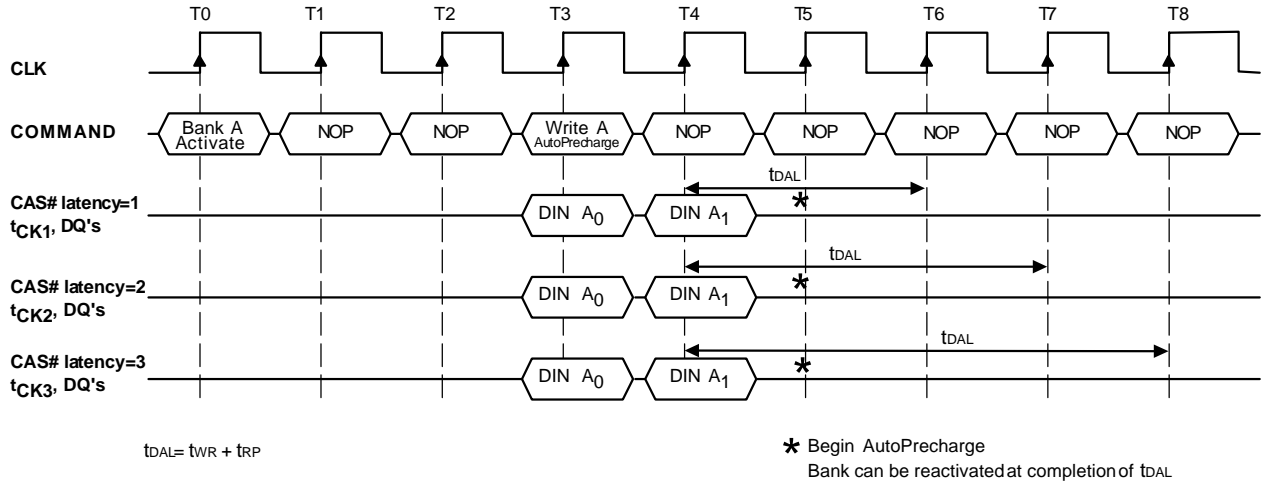 T0 T1 T2 T3 T4 T5 T6 T7 T8
CLK
COMMAND
Bank A Activate NOP NOP Write A AutoPrecharge NOP NOP NOP NOP NOP
tDAL
CAS# latency=1
tCK1, DQ's
DIN A0 DIN A1
*
tDAL
CAS# latency=2
tCK2, DQ's
DIN A0 DIN A1
*
tDAL
CAS# latency=3
tCK3, DQ's
DIN A0 DIN A1
*
tDAL= tWR + tRP
* Begin AutoPrecharge
Bank can be reactivated at completion of tDAL